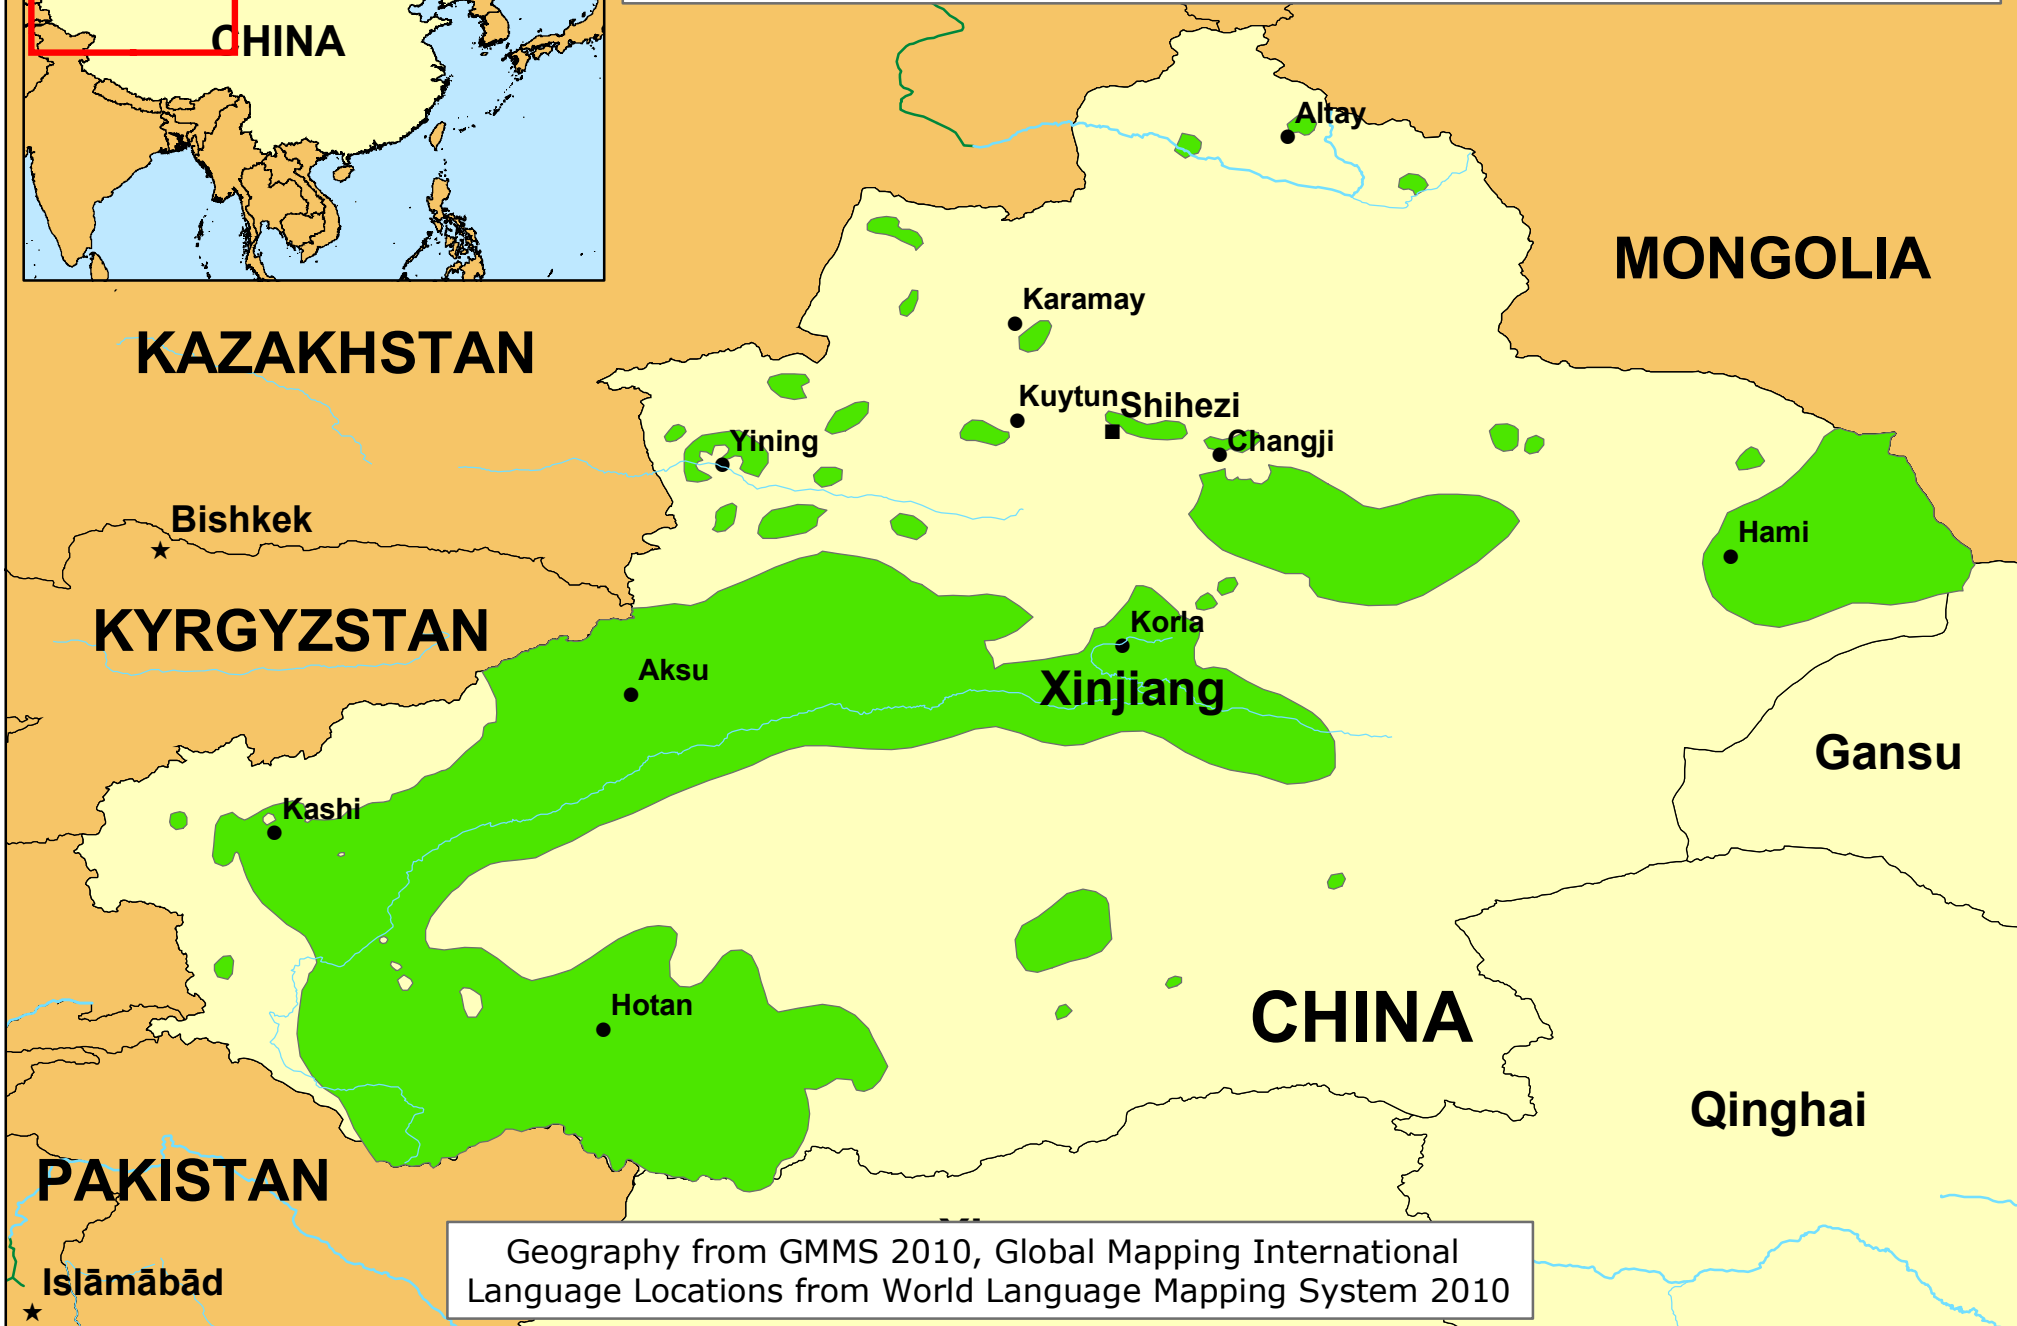 CHINA
Altay
MONGOLIA
Karamay
KAZAKHSTAN
Kuytun
Shihezi
Yining
Changji
Bishkek
Hami
KYRGYZSTAN
Korla
Aksu
Xinjiang
Gansu
Kashi
Hotan
CHINA
Qinghai
PAKISTAN
Geography from GMMS 2010, Global Mapping International
Language Locations from World Language Mapping System 2010
Islāmābād